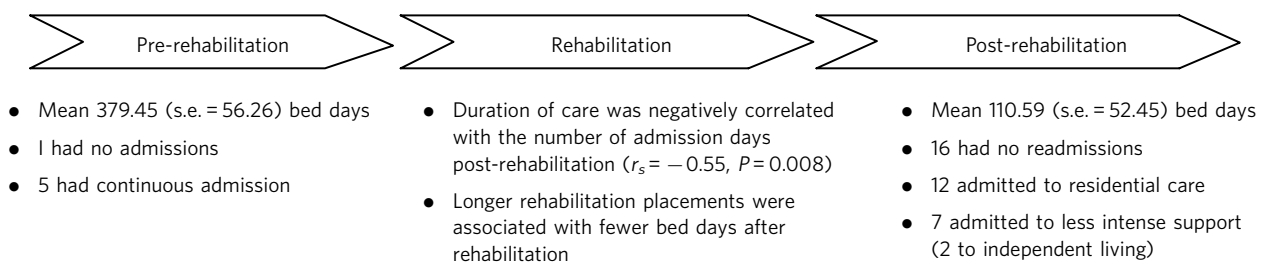 Pre-rehabilitation
Rehabilitation
Post-rehabilitation
• Mean 379.45 (s.e. = 56.26) bed days
• I had no admissions
• 5 had continuous admission
• Duration of care was negatively correlated
with the number of admission days
post-rehabilitation (rs = −0.55, P = 0.008)
• Longer rehabilitation placements were
associated with fewer bed days after
rehabilitation
• Mean 110.59 (s.e. = 52.45) bed days
• 16 had no readmissions
• 12 admitted to residential care
• 7 admitted to less intense support
(2 to independent living)